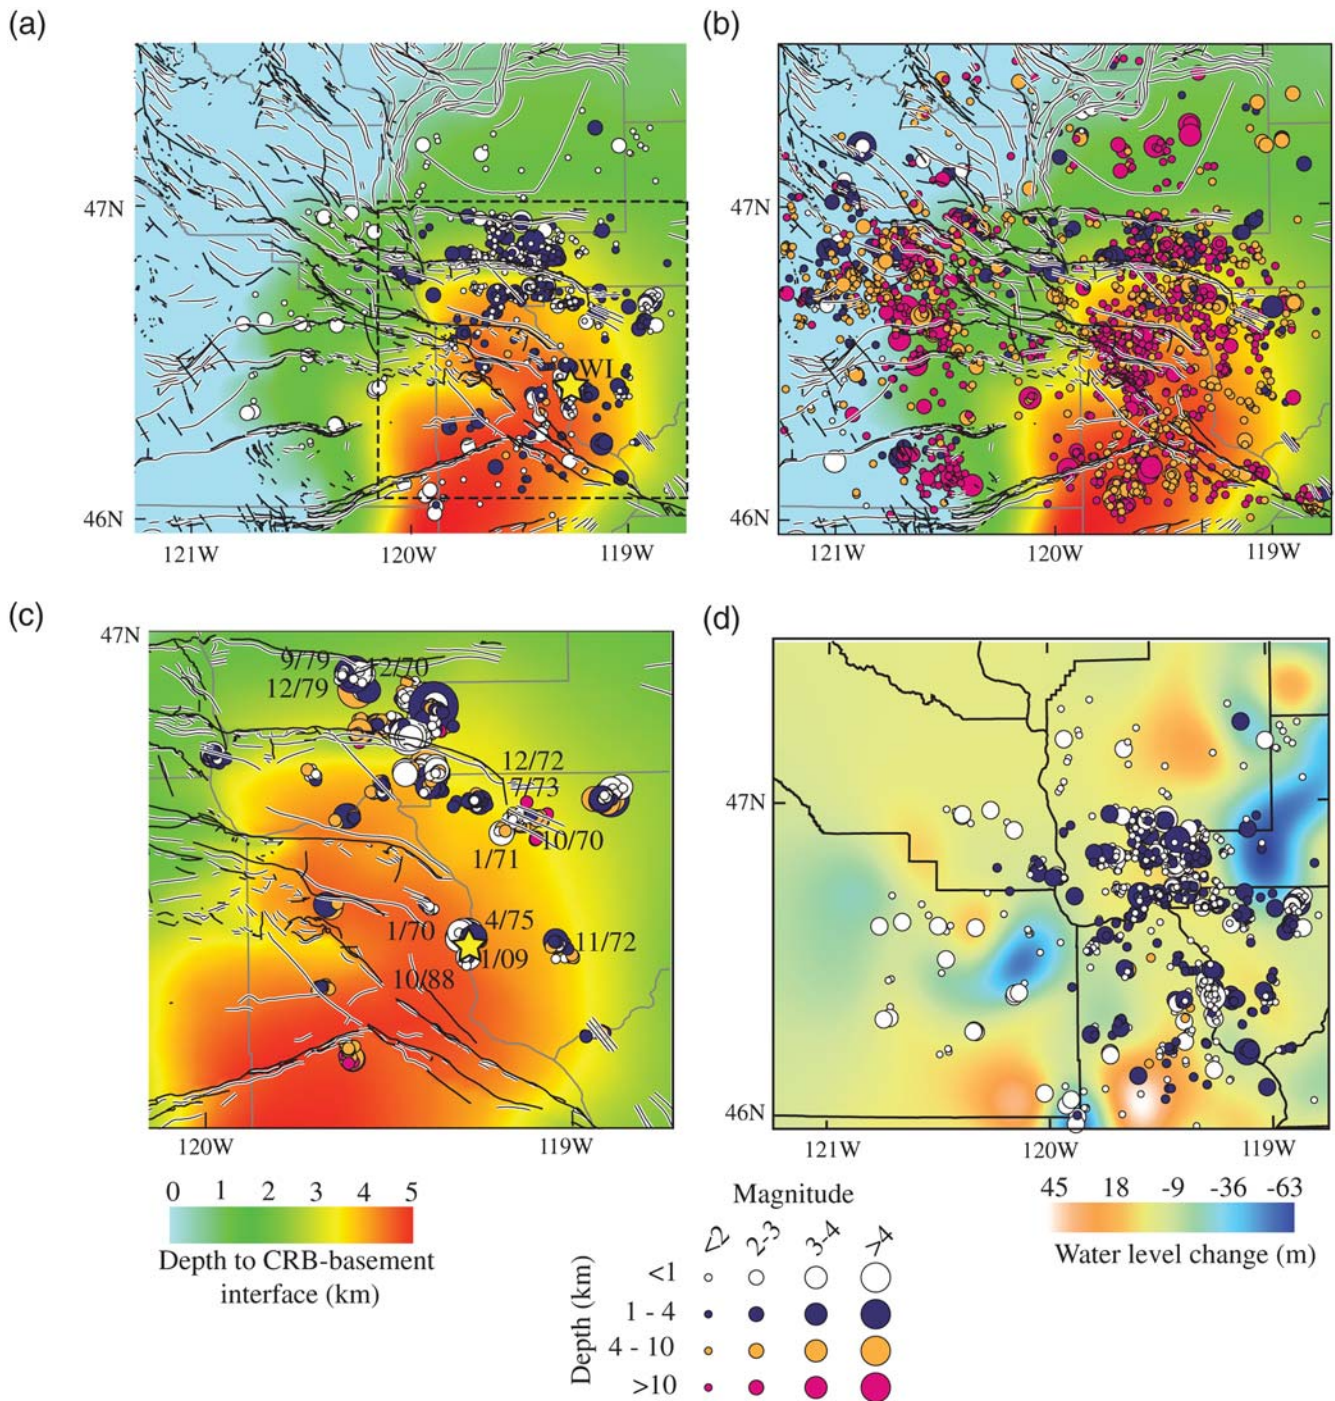 (a)
(b)
47N
WI
46N
121W
120W
119W
47N
46N
121W
120W
119W
(c)
(d)
47N
9/79
12/70
12/79
12/72
7/73
10/70
1/71
4/75
1/70
1/09
11/72
10/88
120W
119W
47N
46N
121W
120W
119W
0 1 2 3 4 5
Depth to CRB-basement
interface (km)
Magnitude
<2 2-3 3-4 >4
Depth (km)
<1
1 - 4
4 - 10
>10
45 18 -9 -36 -63
Water level change (m)